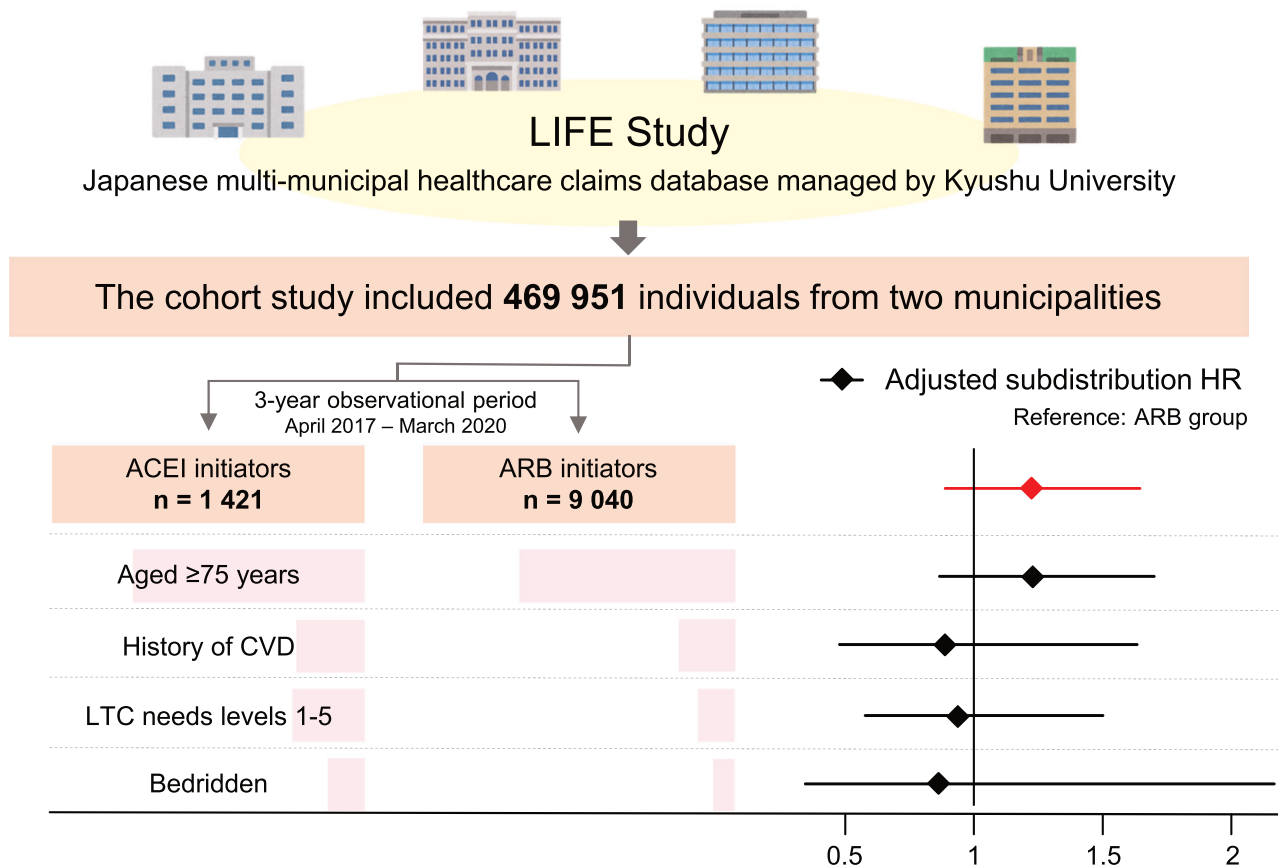 LIFE Study
Japanese multi-municipal healthcare claims database managed by Kyushu University
The cohort study included 469 951 individuals from two municipalities
3-year observational period
April 2017 – March 2020
Adjusted subdistribution HR
Reference: ARB group
ACEI initiators
n = 1 421
ARB initiators
n = 9 040
Aged ≥75 years
History of CVD
LTC needs levels 1-5
Bedridden
0.5 1 1.5 2